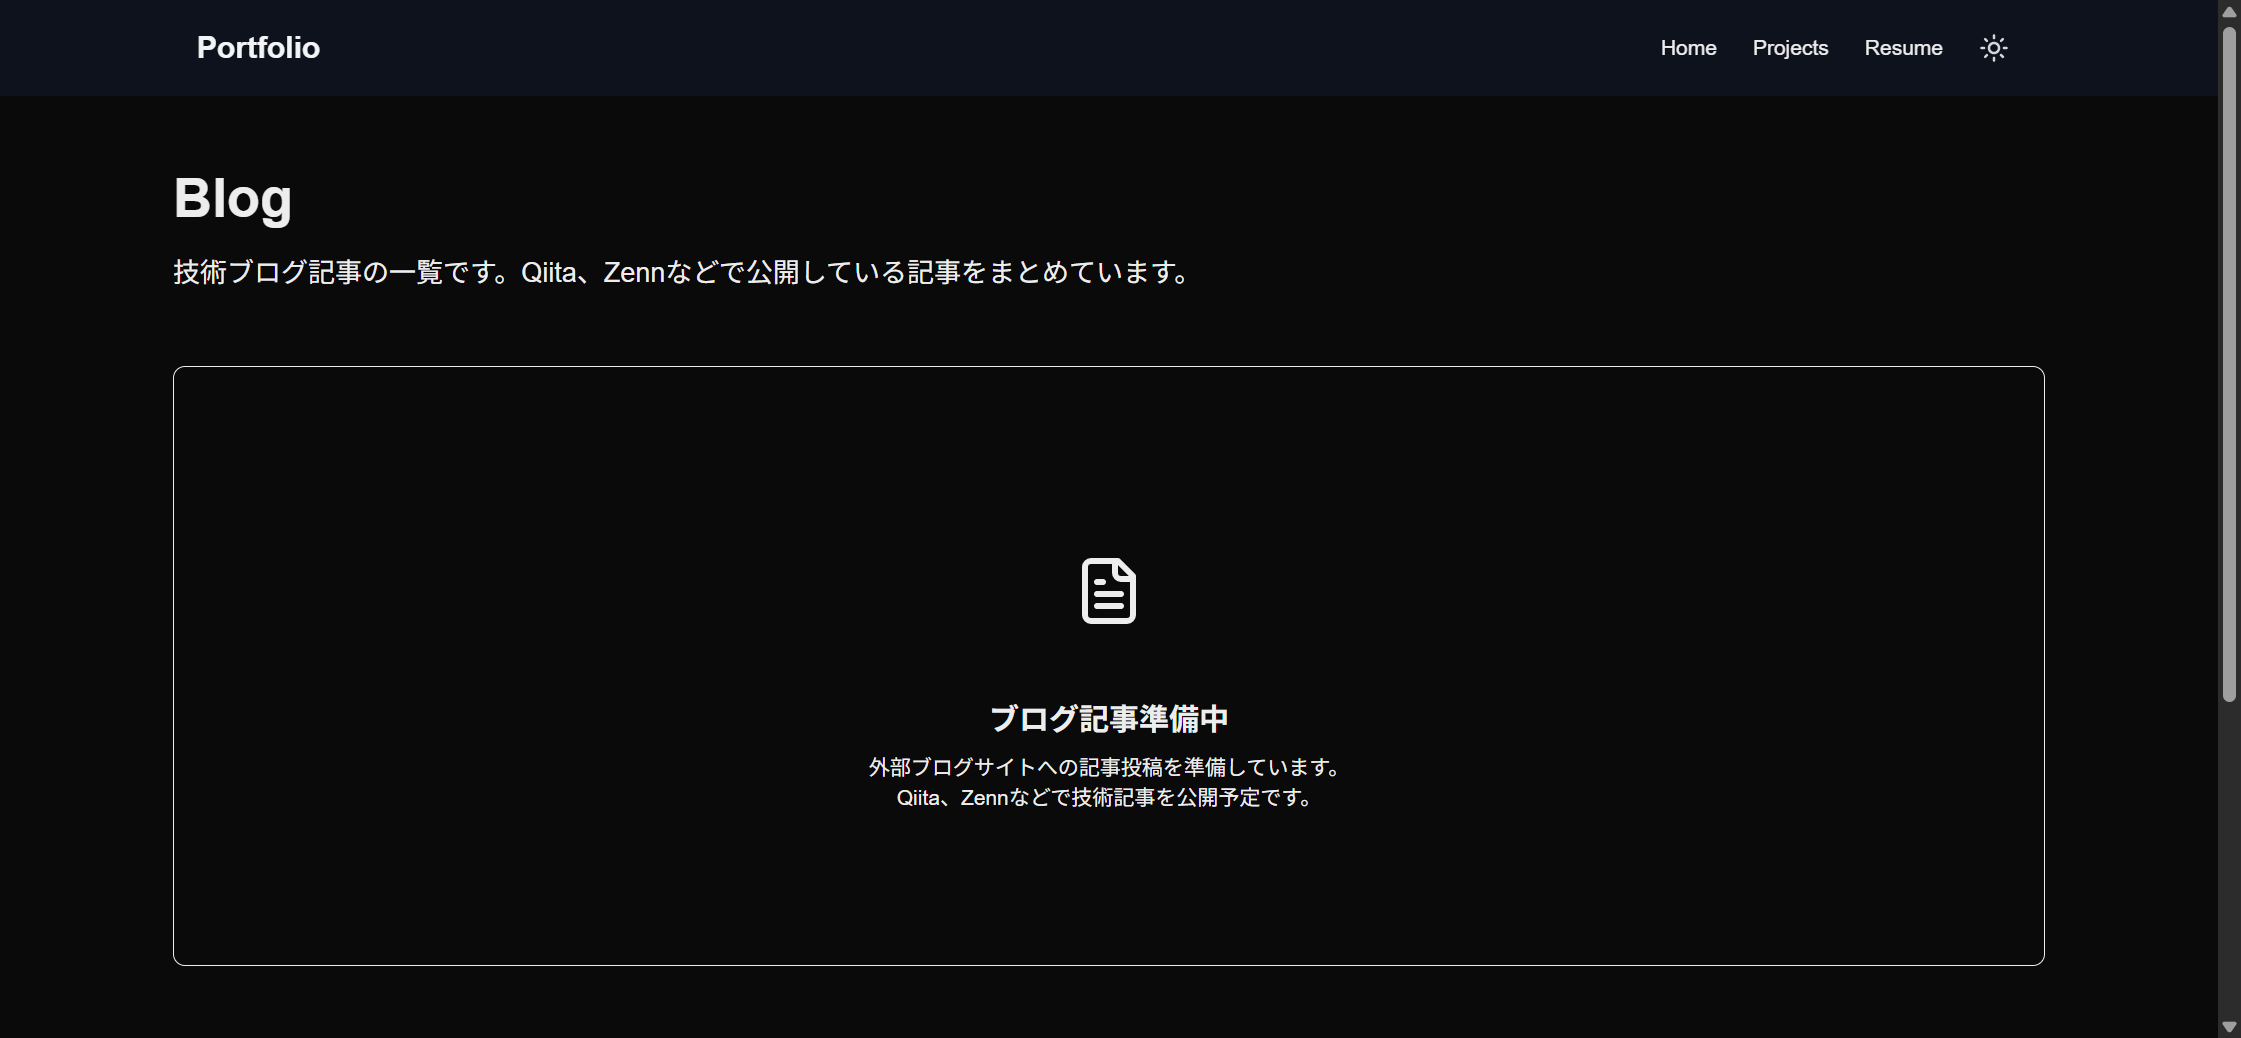 Portfolio
Home
Projects
Resume
Blog
技術ブログ記事の一覧です。Qiita、Zennなどで公開している記事をまとめています。
ブログ記事準備中
外部ブログサイトへの記事投稿を準備しています。
Qiita、Zennなどで技術記事を公開予定です。